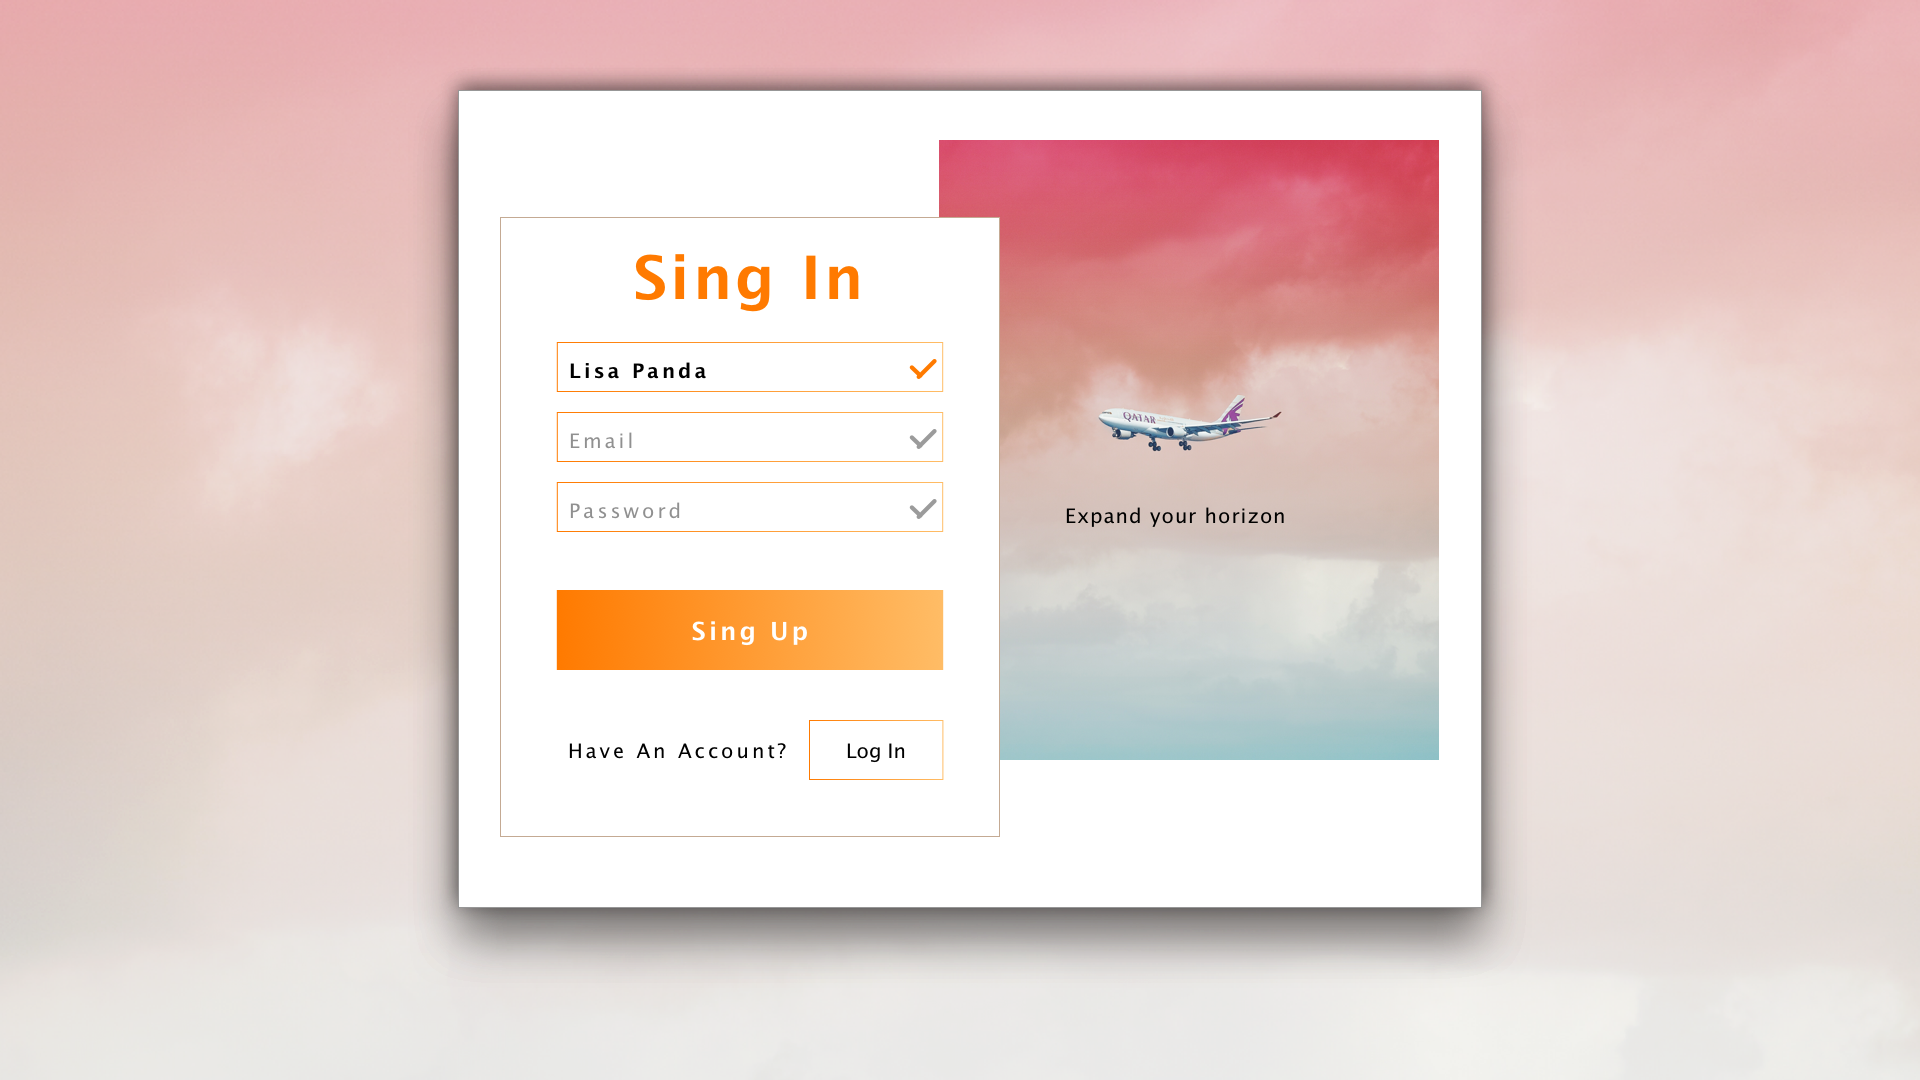 Sing In
Lisa Panda
Email
Password
Sing Up
Have An Account?
Log In
QATAR
Expand your horizon